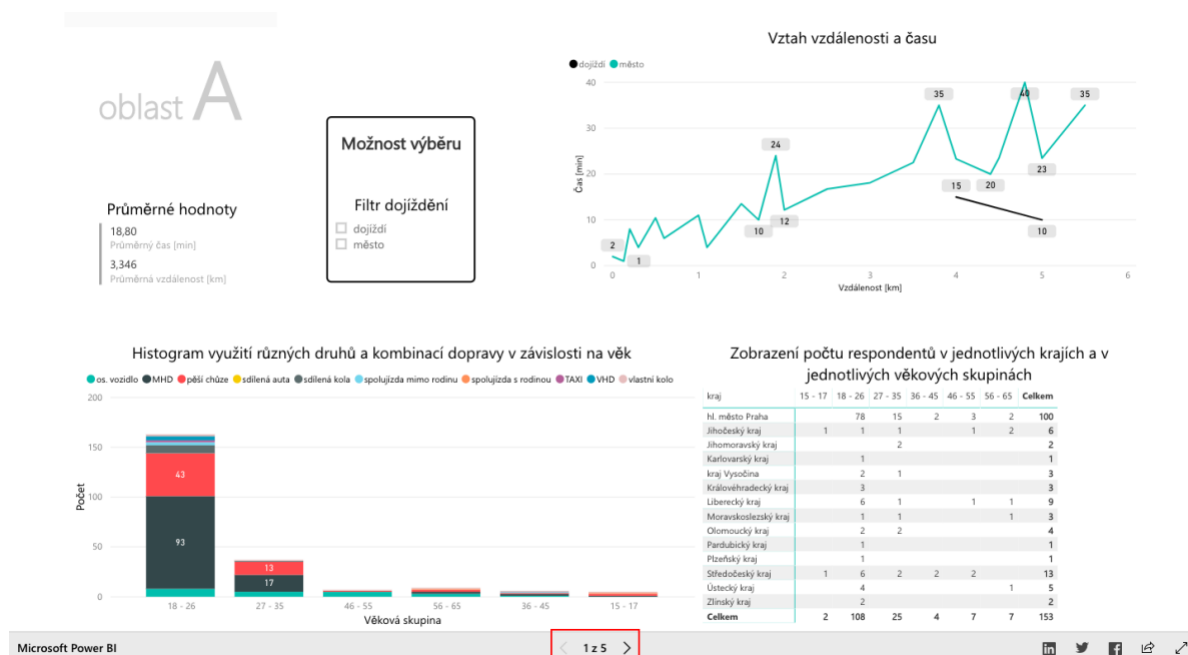 oblast A
Průměrné hodnoty
18,80
Průměrný čas [min]
3,346
Průměrná vzdálenost [km]
Možnost výběru
Filtr dojíždění
dojíždí
město
Vztah vzdálenosti a času
dojíždí město
40
30
20
10
0
Čas [min]
2
1
10
24
12
35
15
20
40
23
10
35
0 1 2 3 4 5 6
Vzdálenost [km]
Histogram využití různých druhů a kombinací dopravy v závislosti na věk
os. vozidlo MHD pěší chůze sdílená auta sdílená kola spolujízda mimo rodinu spolujízda s rodinou TAXI VHD vlastní kolo
200
150
100
50
0
Počet
43
93
13
17
18 - 26 27 - 35 46 - 55 56 - 65 36 - 45 15 - 17
Věková skupina
Zobrazení počtu respondentů v jednotlivých krajích a v
jednotlivých věkových skupinách
kraj 15 - 17 18 - 26 27 - 35 36 - 45 46 - 55 56 - 65 Celkem
hl. město Praha 78 15 2 3 2 100
Jihočeský kraj 1 1 1 1 2 6
Jihomoravský kraj 2 2
Karlovarský kraj 1 1
kraj Vysočina 2 1 3
Královéhradecký kraj 3 3
Liberecký kraj 6 1 1 1 9
Moravskoslezský kraj 1 1 1 3
Olomoucký kraj 2 2 4
Pardubický kraj 1 1
Plzeňský kraj 1 1
Středočeský kraj 1 6 2 2 2 13
Ústecký kraj 4 1 5
Zlínský kraj 2 2
Celkem 2 108 25 4 7 7 153
Microsoft Power BI
1 z 5